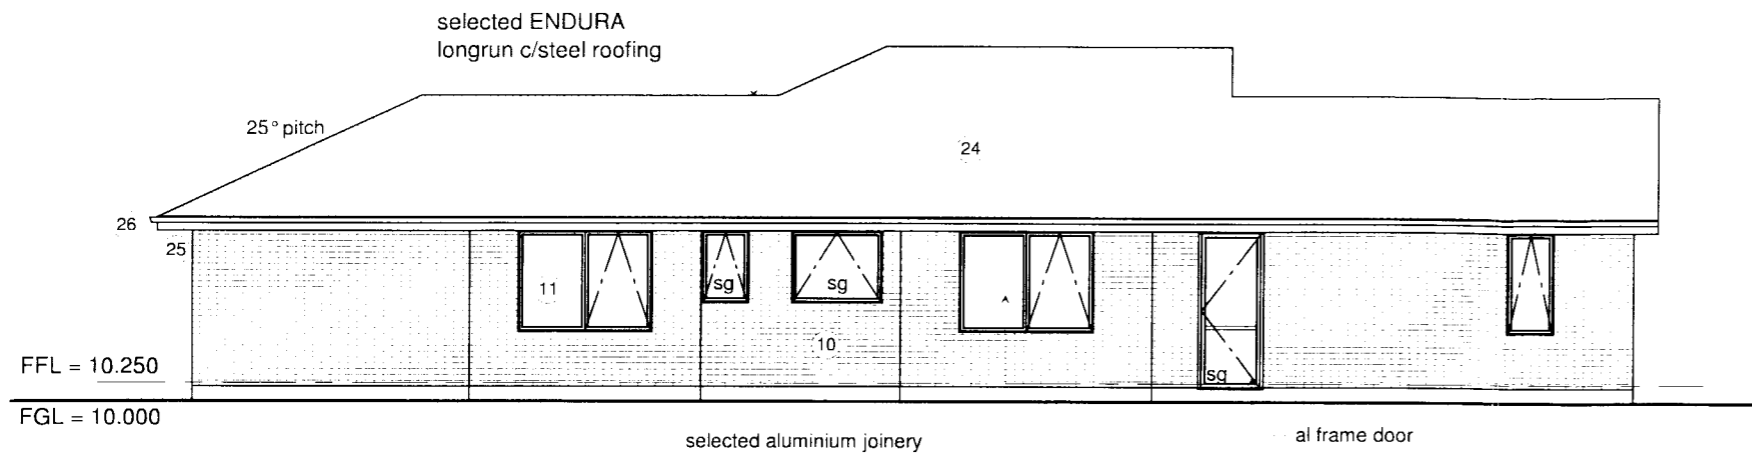 selected ENDURA
longrun c/steel roofing
25° pitch
24
26
25
11
sg
sg
10
FFL = 10.250
sg
FGL = 10.000
selected aluminium joinery
al frame door